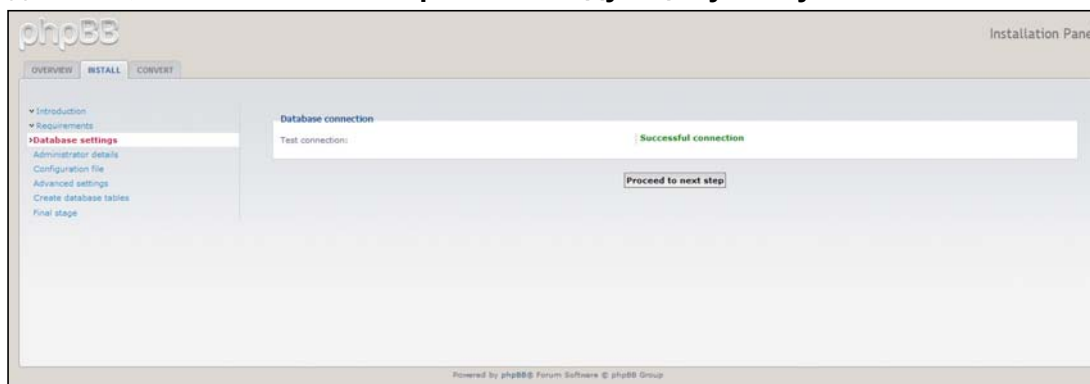 phpBB
Installation Pane
OVERVIEW INSTALL CONVERT
Introduction
Requirements
Database settings
Administrator details
Configuration file
Advanced settings
Create database tables
Final stage
Database connection
Test connection:
Successful connection
Proceed to next step
Powered by phpBB® Forum Software © phpBB Group